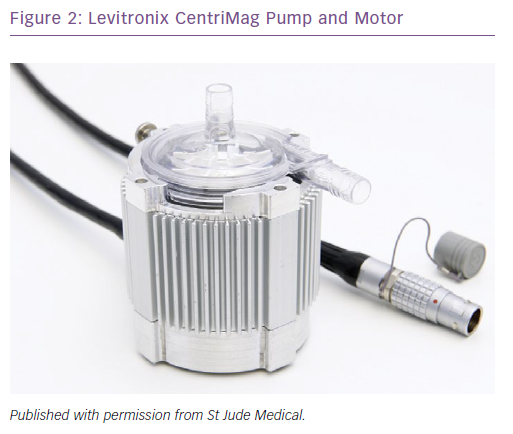 Figure 2: Levitronix CentriMag Pump and Motor
Published with permission from St Jude Medical.